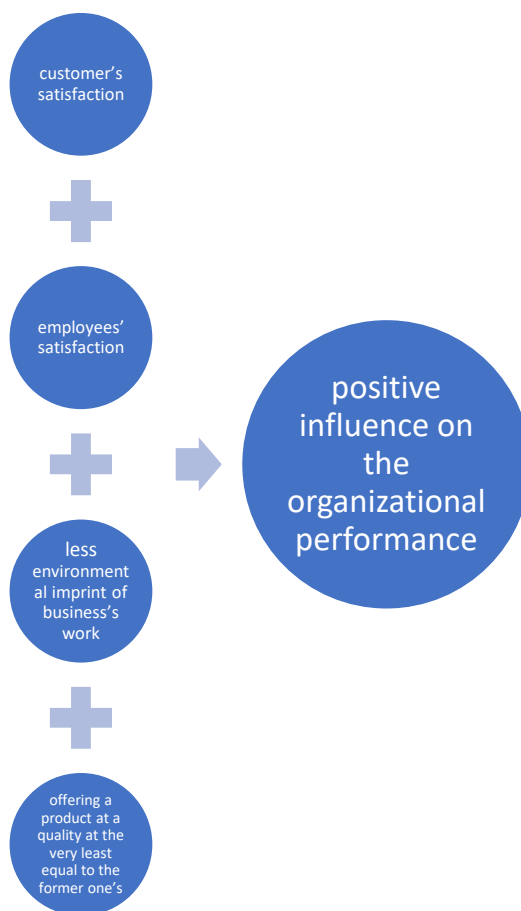 customer’s
satisfaction
employees’
satisfaction
less
environment
al imprint of
business’s
work
offering a
product at a
quality at the
very least
equal to the
former one’s
positive
influence on
the
organizational
performance